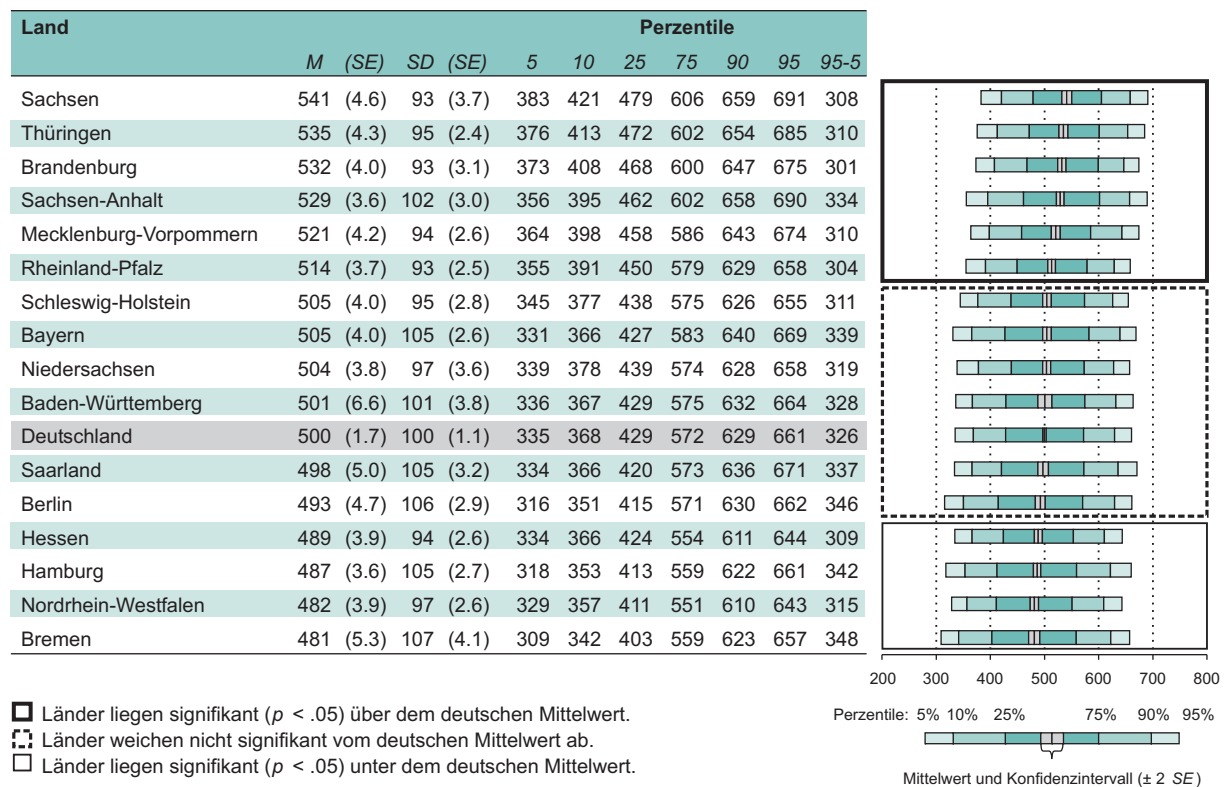 Land Perzentile
M (SE) SD (SE) 5 10 25 75 90 95 95-5
Sachsen 541 (4.6) 93 (3.7) 383 421 479 606 659 691 308
Thüringen 535 (4.3) 95 (2.4) 376 413 472 602 654 685 310
Brandenburg 532 (4.0) 93 (3.1) 373 408 468 600 647 675 301
Sachsen-Anhalt 529 (3.6) 102 (3.0) 356 395 462 602 658 690 334
Mecklenburg-Vorpommern 521 (4.2) 94 (2.6) 364 398 458 586 643 674 310
Rheinland-Pfalz 514 (3.7) 93 (2.5) 355 391 450 579 629 658 304
Schleswig-Holstein 505 (4.0) 95 (2.8) 345 377 438 575 626 655 311
Bayern 505 (4.0) 105 (2.6) 331 366 427 583 640 669 339
Niedersachsen 504 (3.8) 97 (3.6) 339 378 439 574 628 658 319
Baden-Württemberg 501 (6.6) 101 (3.8) 336 367 429 575 632 664 328
Deutschland 500 (1.7) 100 (1.1) 335 368 429 572 629 661 326
Saarland 498 (5.0) 105 (3.2) 334 366 420 573 636 671 337
Berlin 493 (4.7) 106 (2.9) 316 351 415 571 630 662 346
Hessen 489 (3.9) 94 (2.6) 334 366 424 554 611 644 309
Hamburg 487 (3.6) 105 (2.7) 318 353 413 559 622 661 342
Nordrhein-Westfalen 482 (3.9) 97 (2.6) 329 357 411 551 610 643 315
Bremen 481 (5.3) 107 (4.1) 309 342 403 559 623 657 348
200 300 400 500 600 700 800
Länder liegen signifikant (p < .05) über dem deutschen Mittelwert.
Länder weichen nicht signifikant vom deutschen Mittelwert ab.
Länder liegen signifikant (p < .05) unter dem deutschen Mittelwert.
Perzentile: 5% 10% 25% 75% 90% 95%
Mittelwert und Konfidenzintervall (± 2 SE)